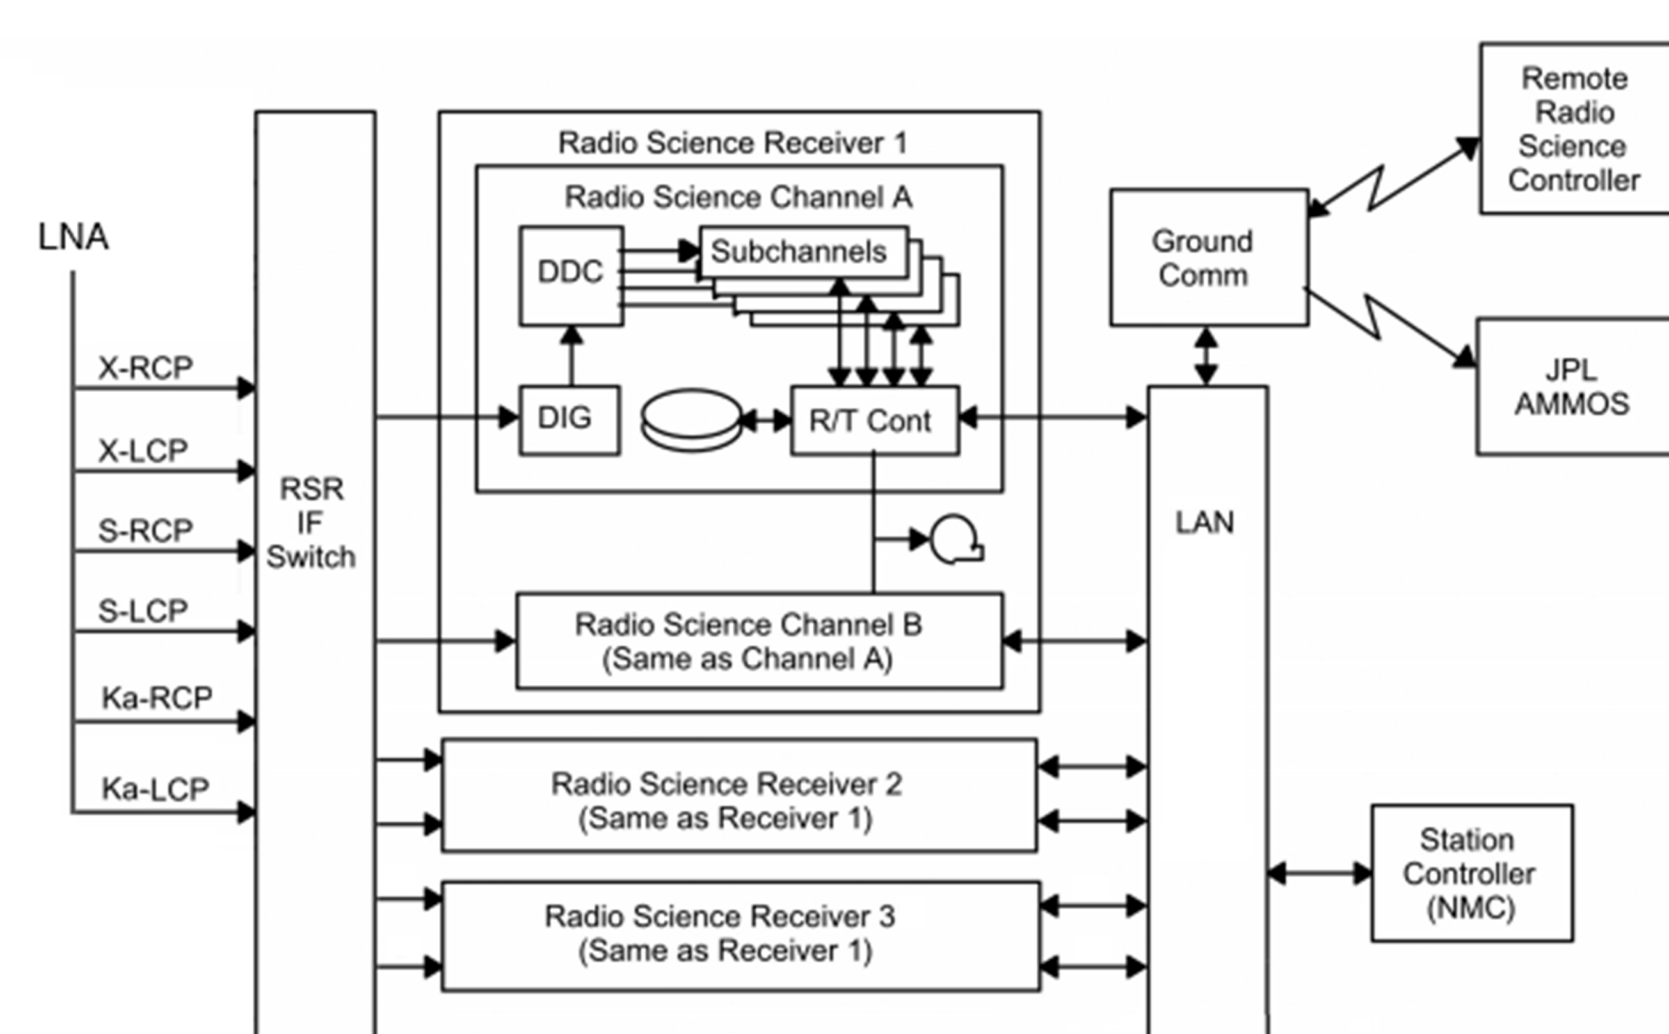 Remote
Radio
Science
Controller
Radio Science Receiver 1
Radio Science Channel A
LNA
DDC
Subchannels
Ground
Comm
X-RCP
DIG
R/T Cont
JPL
AMMOS
X-LCP
RSR
IF
Switch
LAN
S-RCP
S-LCP
Radio Science Channel B
(Same as Channel A)
Ka-RCP
Ka-LCP
Radio Science Receiver 2
(Same as Receiver 1)
Station
Controller
(NMC)
Radio Science Receiver 3
(Same as Receiver 1)